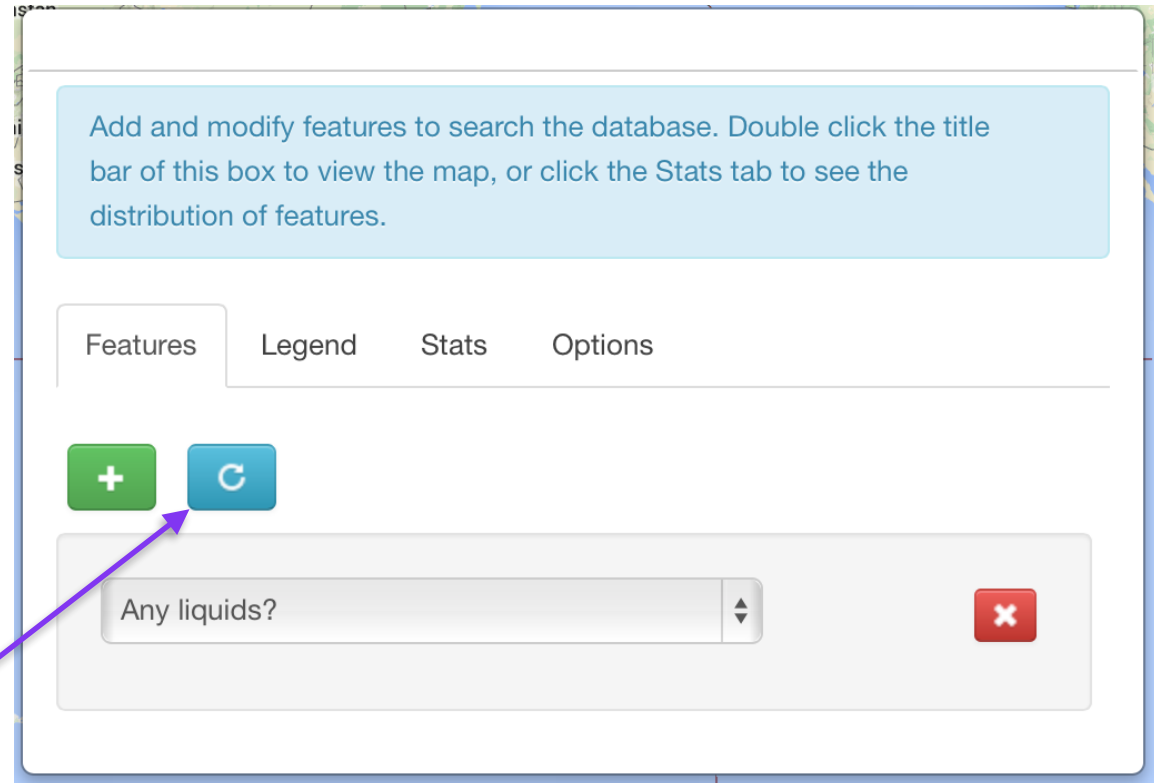 Add and modify features to search the database. Double click the title
bar of this box to view the map, or click the Stats tab to see the
distribution of features.
Features Legend Stats Options
Any liquids?